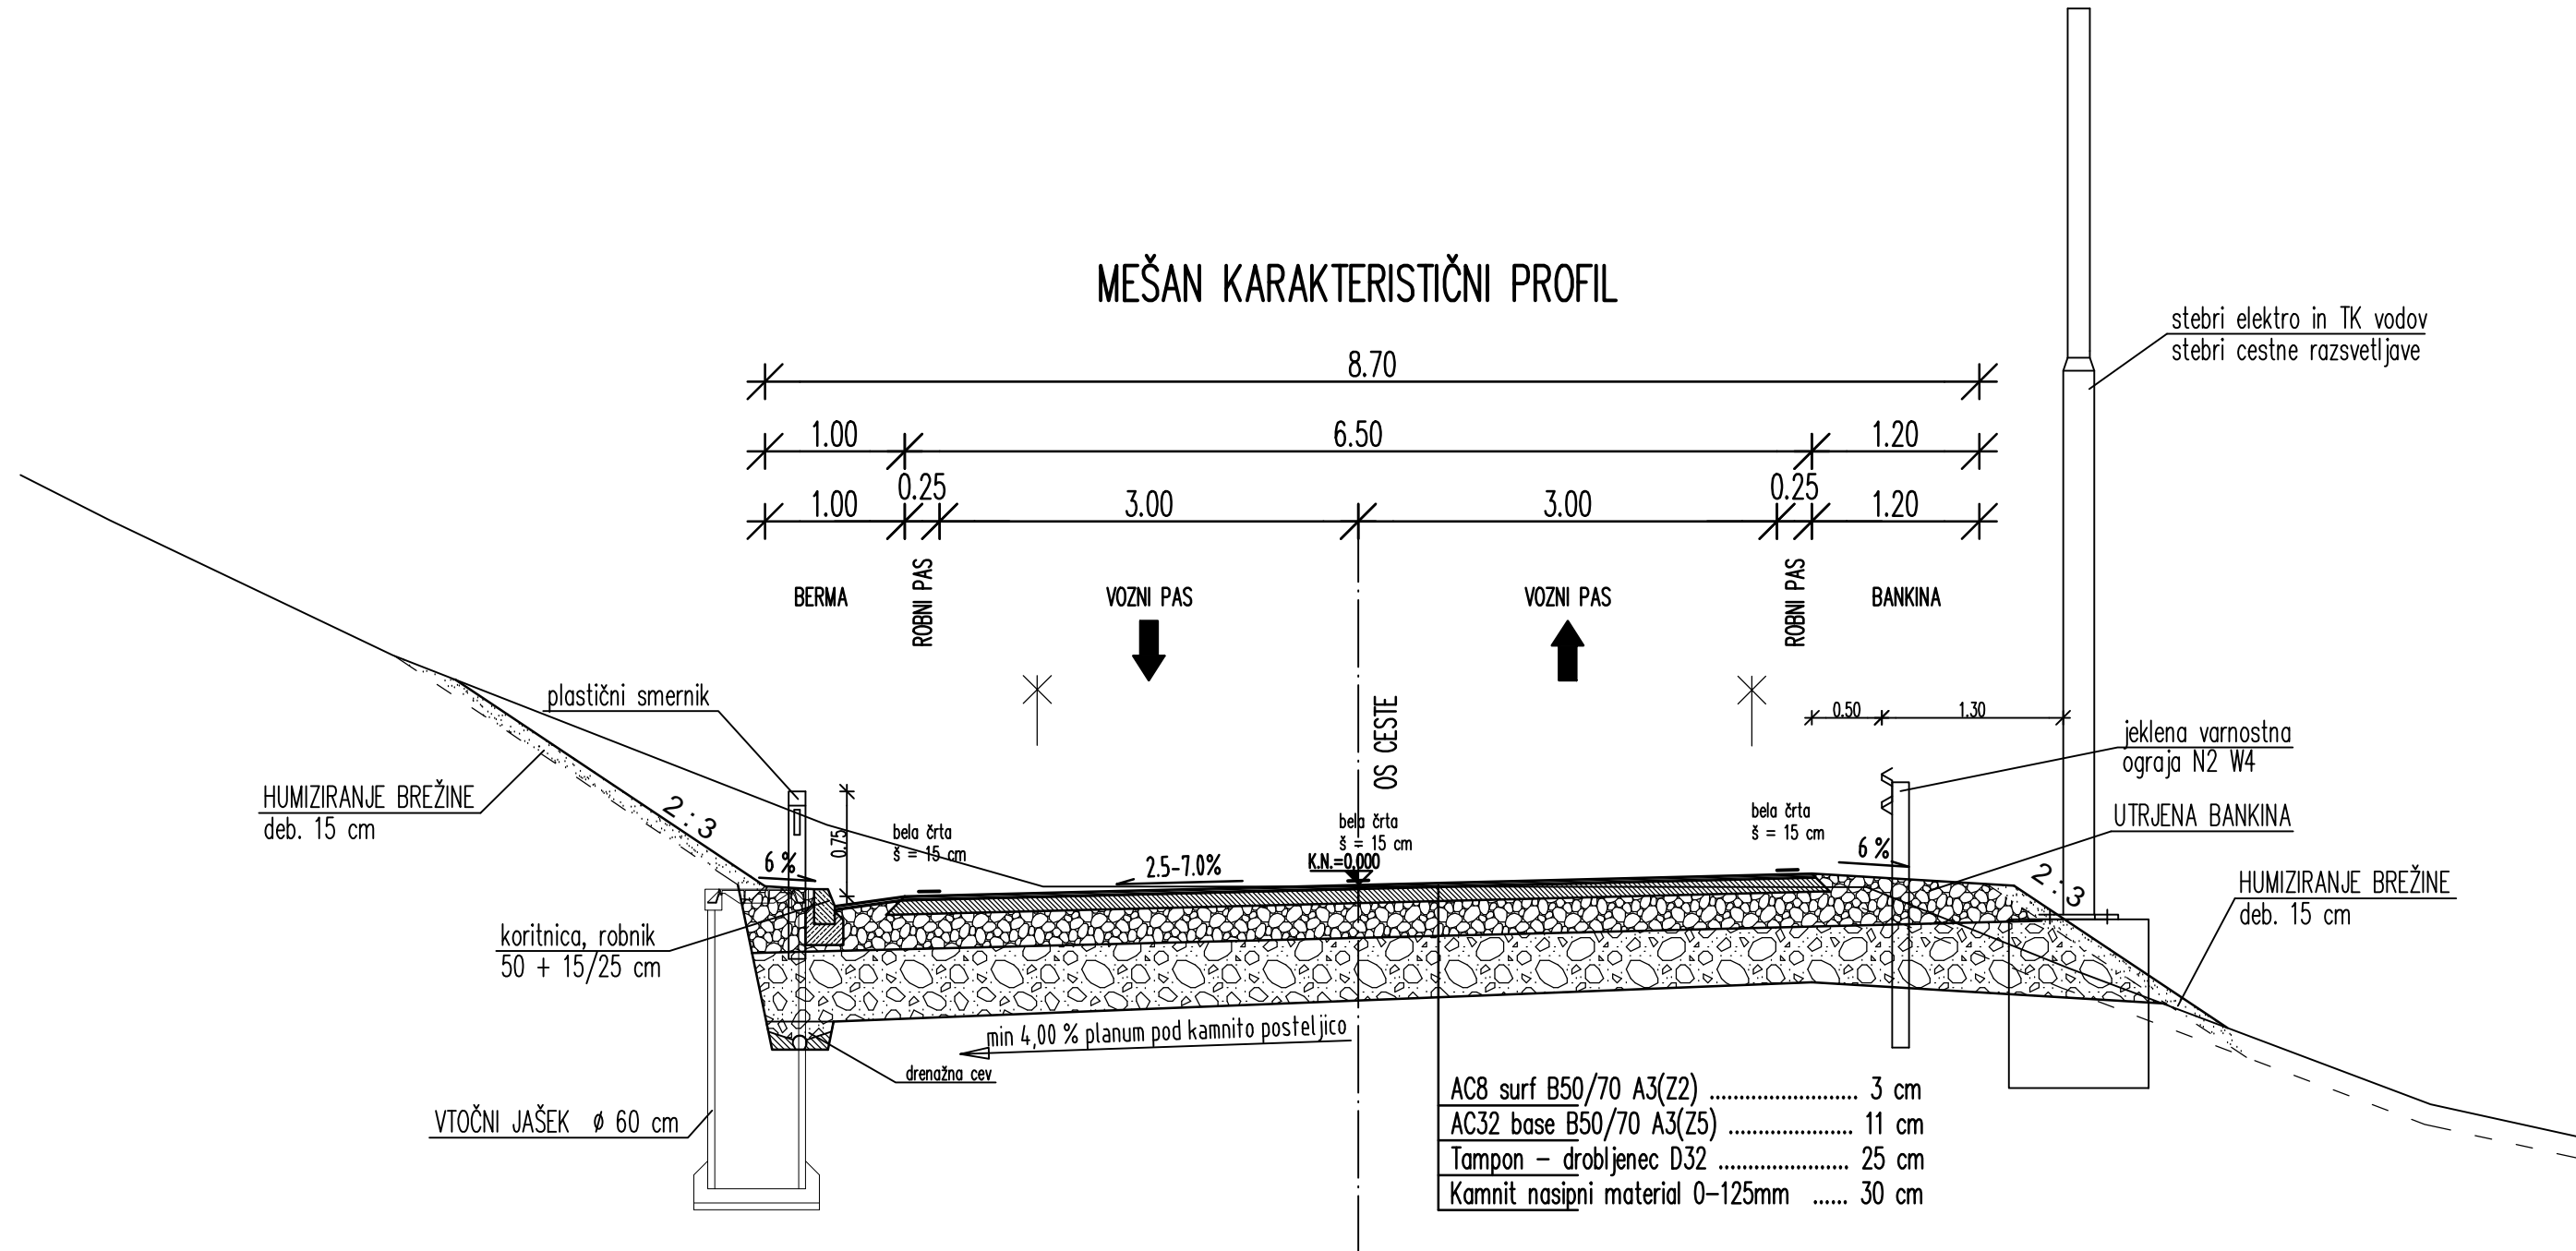 MEŠAN KARAKTERISTIČNI PROFIL
stebri elektro in TK vodov
stebri cestne razsvetljave
8.70
1.00
6.50
1.20
1.00
0.25
3.00
3.00
0.25
1.20
BERMA
ROBNI PAS
VOZNI PAS
VOZNI PAS
ROBNI PAS
BANKINA
plastični smernik
OS CESTE
0.50
1.30
jeklena varnostna
ograja N2 W4
HUMIZIRANJE BREŽINE
deb. 15 cm
2:3
0.75
bela črta
š = 15 cm
bela črta
š = 15 cm
bela črta
š = 15 cm
UTRJENA BANKINA
6 %
2.5-7.0%
K.N.=0.000
6 %
2:3
HUMIZIRANJE BREŽINE
deb. 15 cm
koritnica, robnik
50 + 15/25 cm
min 4,00 % planum pod kamnito posteljico
drenažna cev
VTOČNI JAŠEK ø 60 cm
AC8 surf B50/70 A3(Z2) ......................... 3 cm
AC32 base B50/70 A3(Z5) ..................... 11 cm
Tampon – drobljenec D32 ...................... 25 cm
Kamnit nasipni material 0-125mm ...... 30 cm